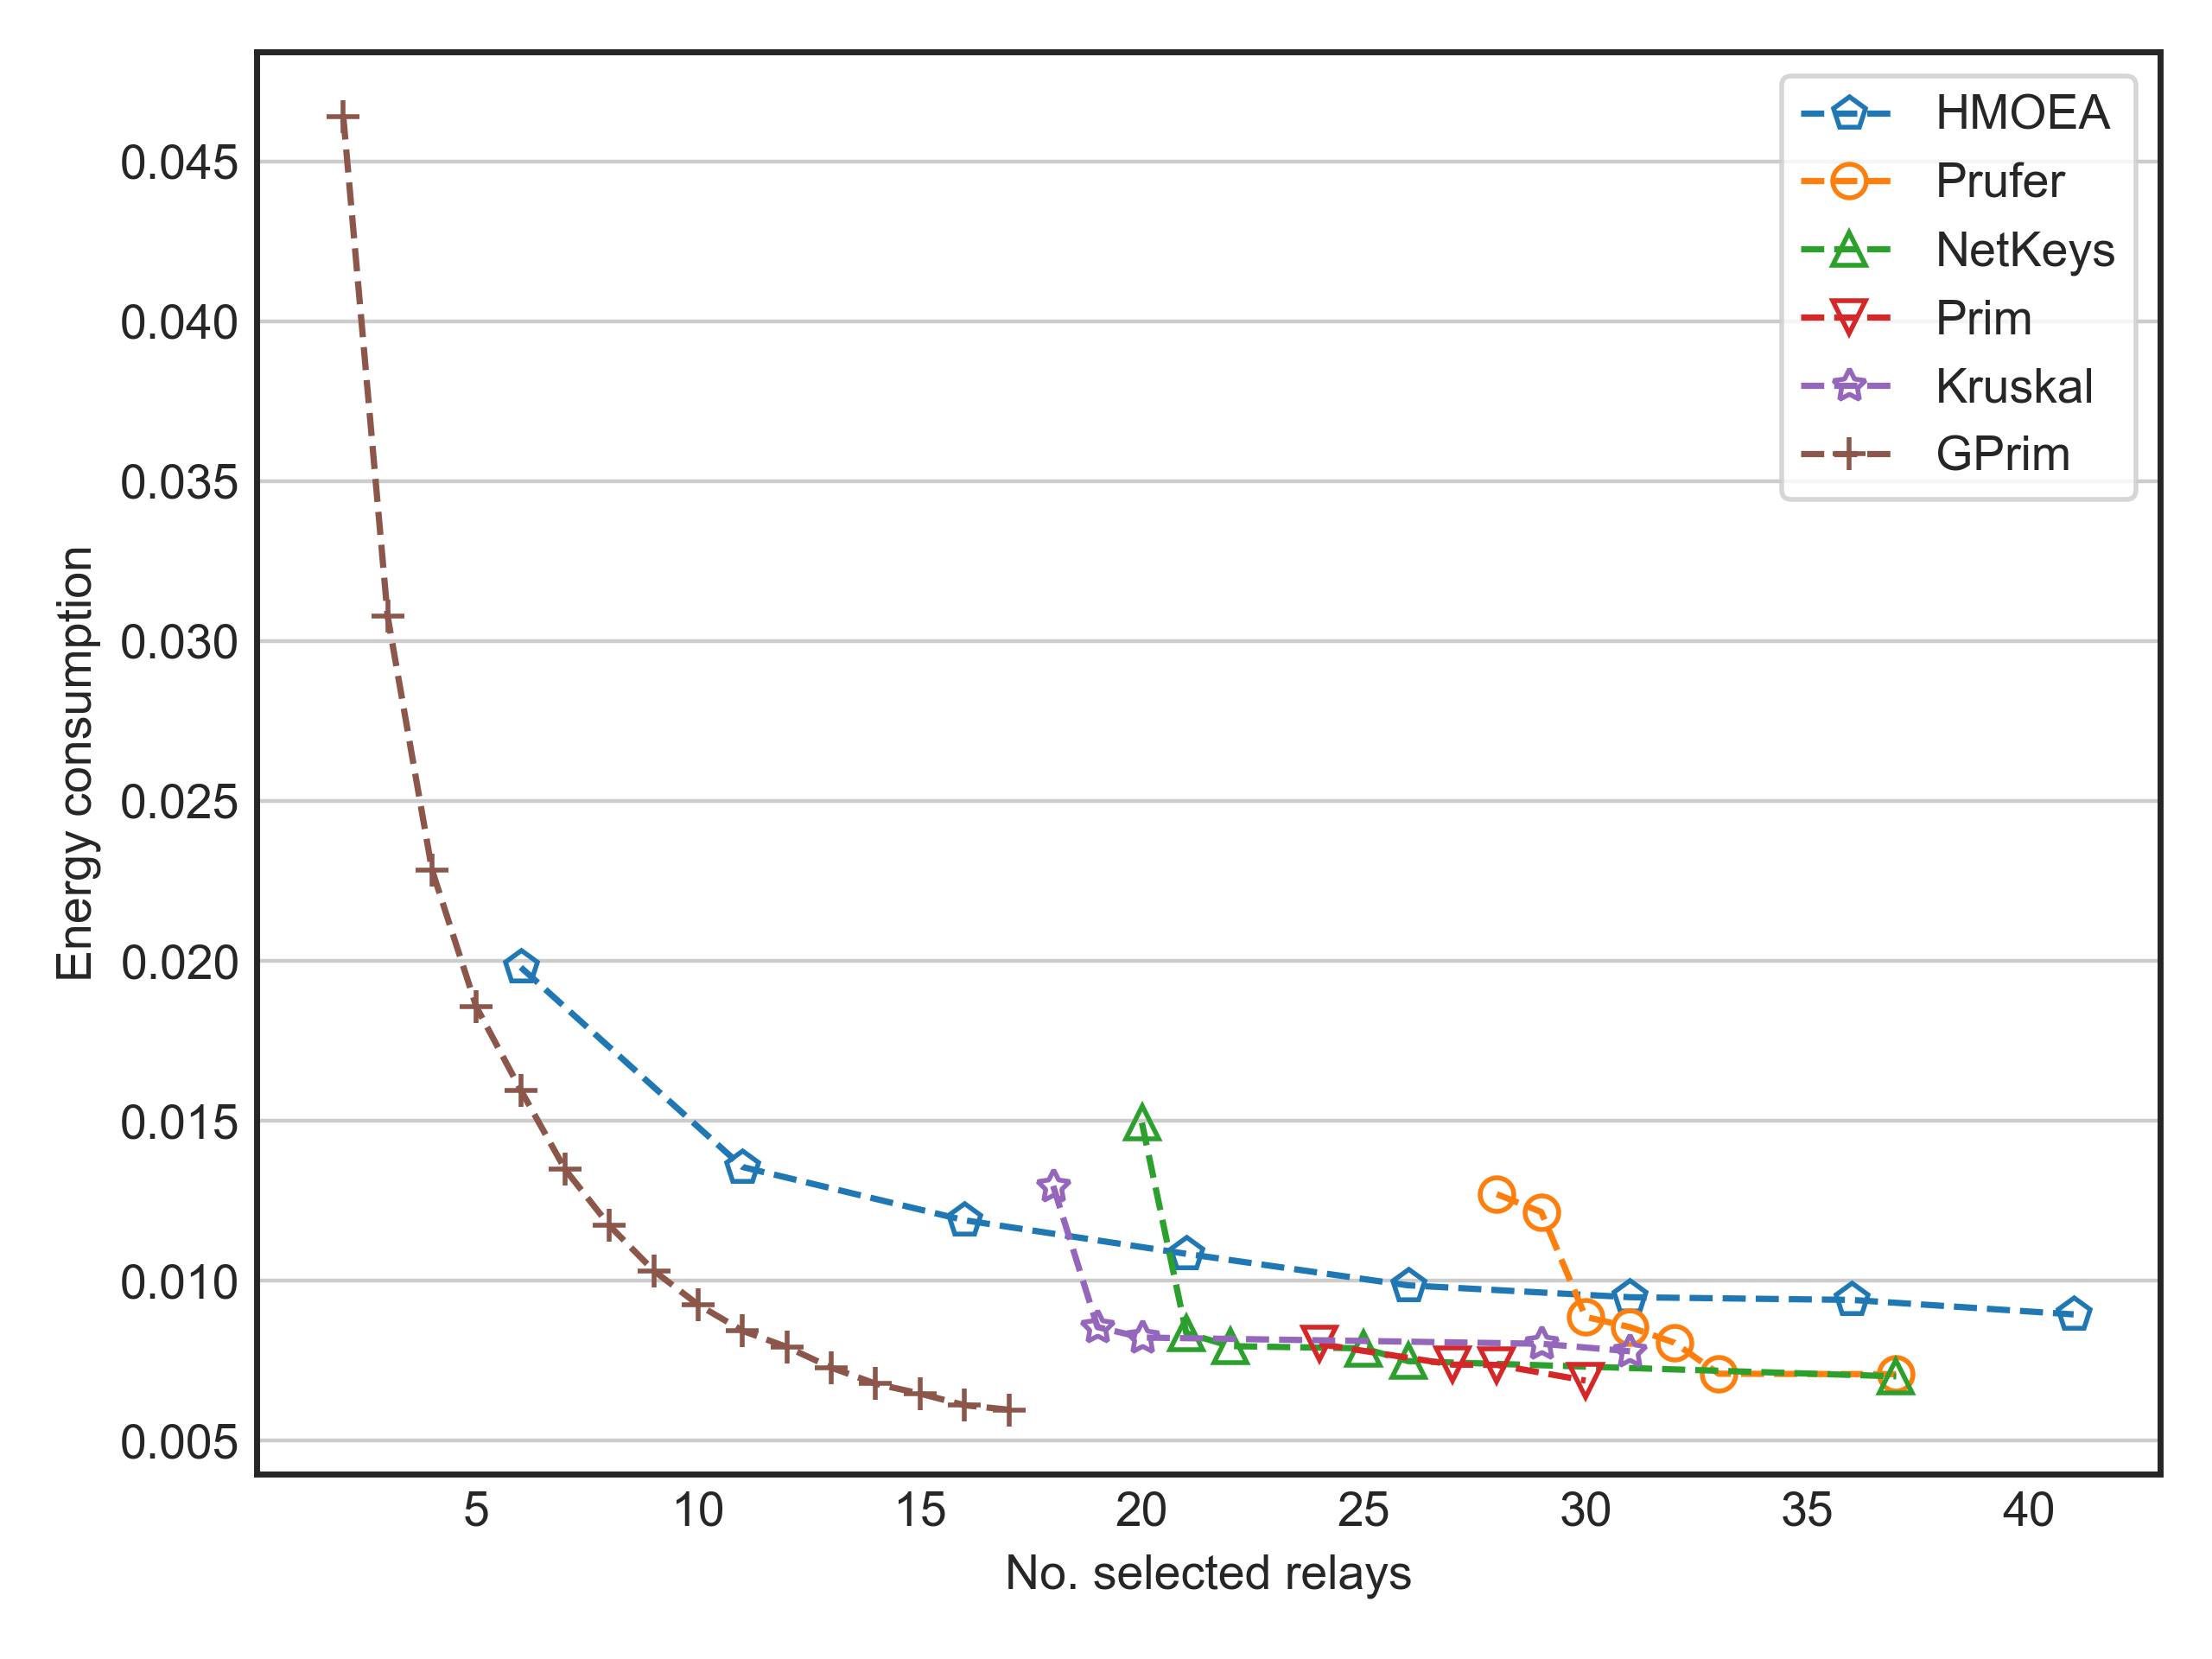 HMOEA
Prufer
NetKeys
Prim
Kruskal
GPrim
0.045
0.040
0.035
0.030
0.025
0.020
0.015
0.010
0.005
Energy consumption
5 10 15 20 25 30 35 40
No. selected relays